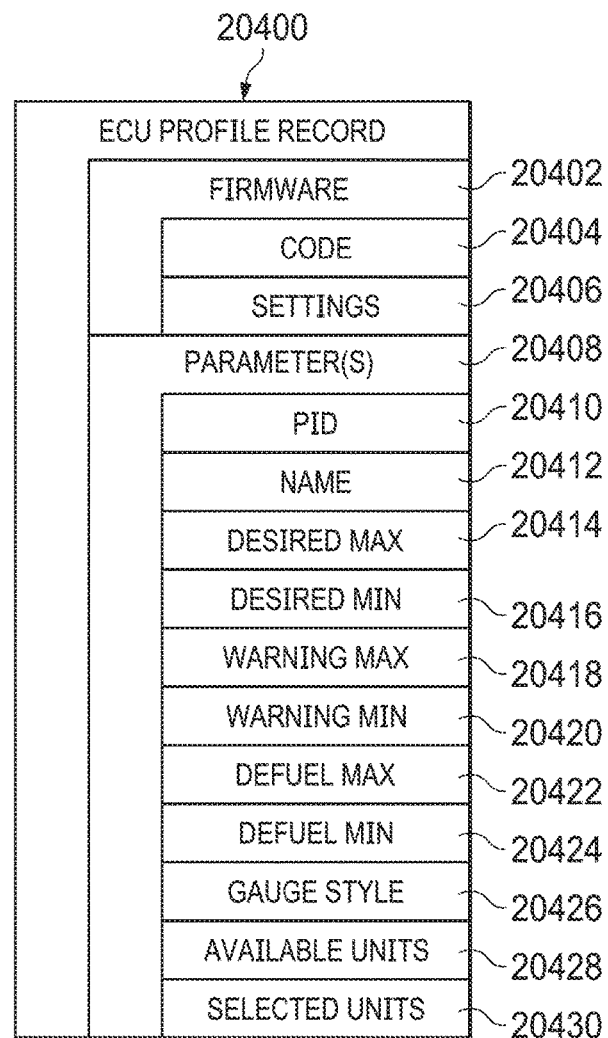 20400
ECU PROFILE RECORD
FIRMWARE 20402
CODE 20404
SETTINGS 20406
PARAMETER(S) 20408
PID 20410
NAME 20412
DESIRED MAX 20414
DESIRED MIN 20416
WARNING MAX 20418
WARNING MIN 20420
DEFUEL MAX 20422
DEFUEL MIN 20424
GAUGE STYLE 20426
AVAILABLE UNITS 20428
SELECTED UNITS 20430